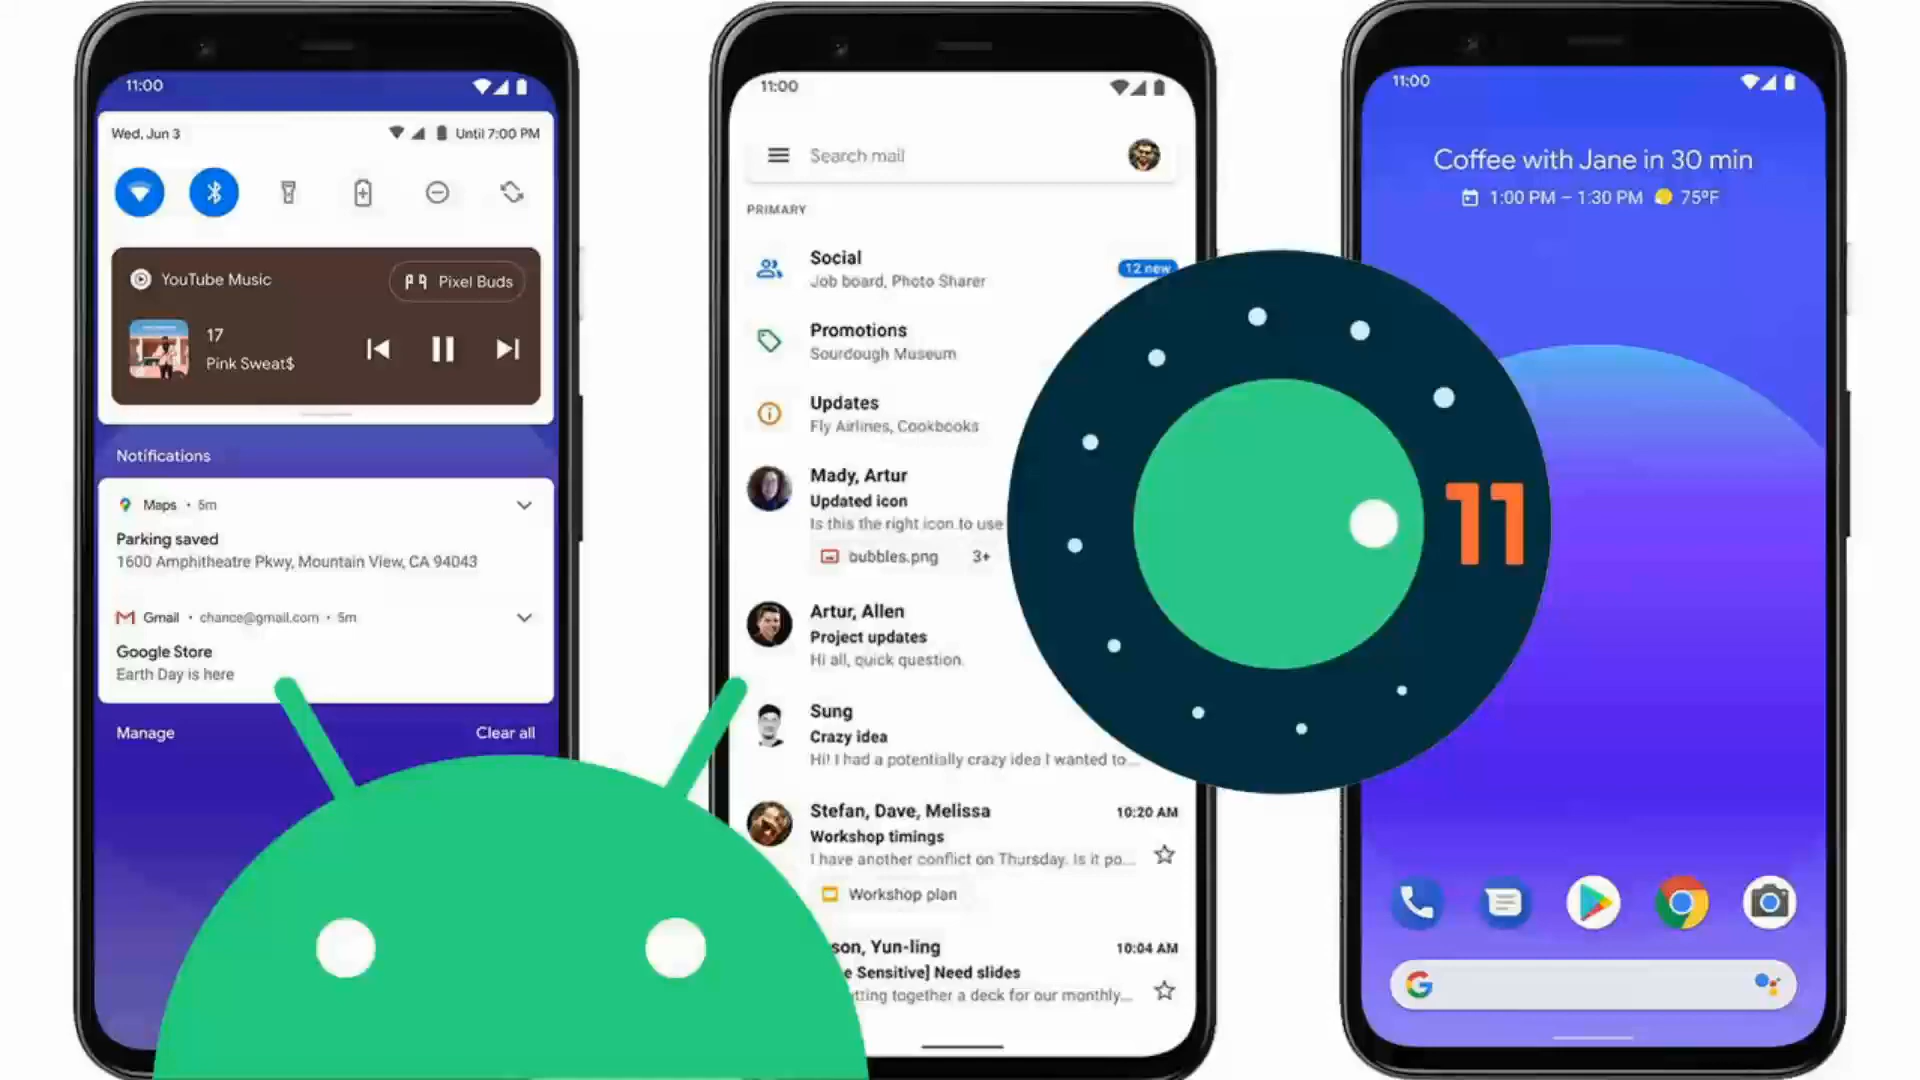 11:00
Wed, Jun 3
Until 7:00 PM
YouTube Music
Pixel Buds
17
Pink Sweat$
Notifications
Maps • 5m
Parking saved
1600 Amphitheatre Pkwy, Mountain View, CA 94043
Gmail • chance@gmail.com • 5m
Google Store
Earth Day is here
Manage
Clear all
11:00
Search mail
PRIMARY
Social
12 new
Job board, Photo Sharer
Promotions
Sourdough Museum
Updates
Fly Airlines, Cookbooks
Mady, Artur
Updated icon
Is this the right icon to use
bubbles.png 3+
Artur, Allen
Project updates
Hi all, quick question.
Sung
Crazy idea
Hi! I had a potentially crazy idea I wanted to...
Stefan, Dave, Melissa 10:20 AM
Workshop timings
I have another conflict on Thursday. Is it po...
Workshop plan
son, Yun-ling 10:04 AM
e Sensitive] Need slides
tting together a deck for our monthly...
11
11:00
Coffee with Jane in 30 min
1:00 PM – 1:30 PM 75°F
G